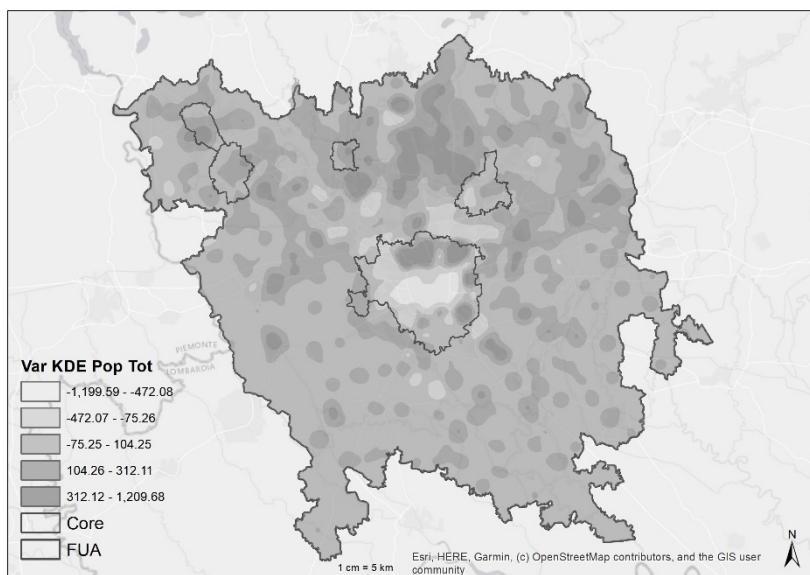 PIEMONTE
LOMBARDIA
Var KDE Pop Tot
-1,199.59 - -472.08
-472.07 - -75.26
-75.25 - 104.25
104.26 - 312.11
312.12 - 1,209.68
Core
FUA
1 cm = 5 km
N
Esri, HERE, Garmin, (c) OpenStreetMap contributors, and the GIS user
community